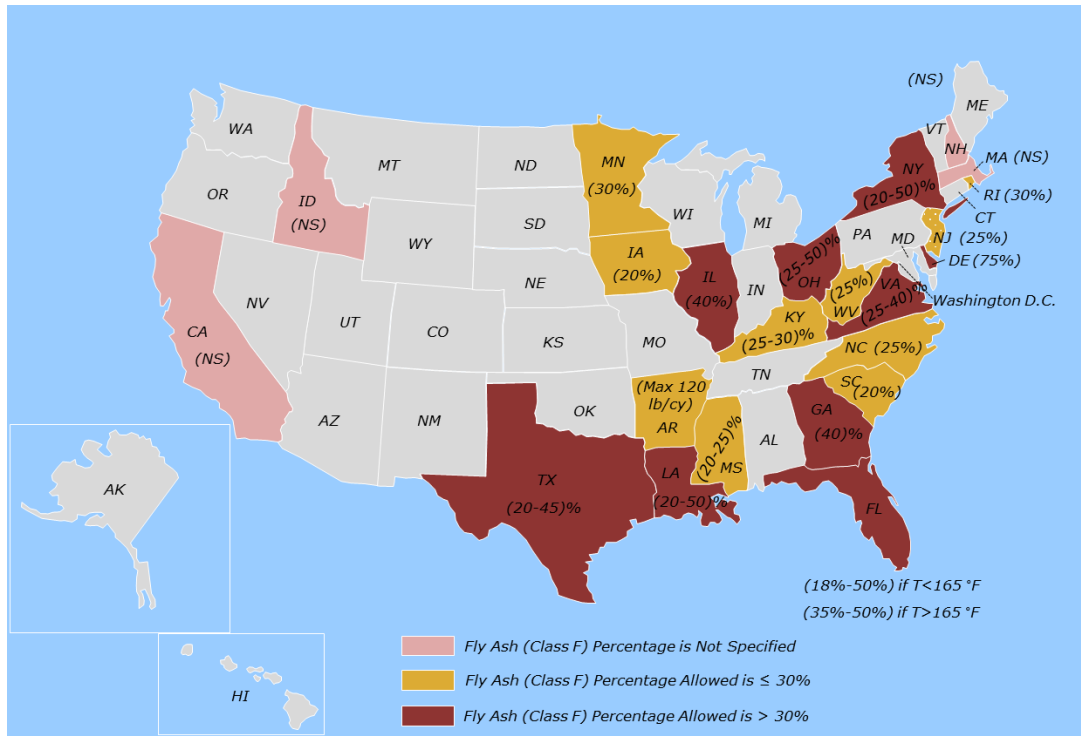 (NS)
ME
WA
VT
NH
MT
ND
MN
(30%)
MA (NS)
NY
(20-50)%
OR
ID
(NS)
SD
WI
MI
RI (30%)
CT
WY
PA
MD
NJ (25%)
IA
(20%)
(25-50)%
OH
DE (75%)
NE
IL
(40%)
IN
(25%)
WV
VA
(25-40)%
Washington D.C.
NV
UT
CO
CA
(NS)
KS
MO
KY
(25-30)%
NC (25%)
TN
SC
(20%)
(Max 120
lb/cy)
AR
OK
AZ
NM
GA
(40)%
(20-25)%
MS
AL
TX
(20-45)%
LA
(20-50)%
FL
AK
(18%-50%) if T<165 °F
(35%-50%) if T>165 °F
HI
Fly Ash (Class F) Percentage is Not Specified
Fly Ash (Class F) Percentage Allowed is ≤ 30%
Fly Ash (Class F) Percentage Allowed is > 30%